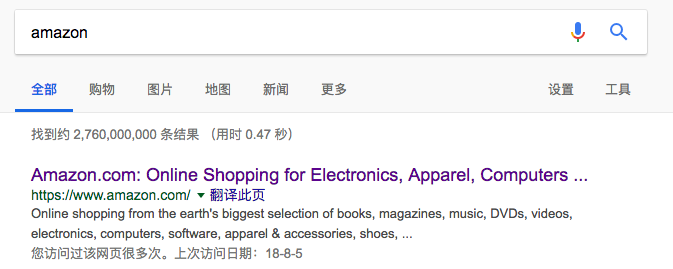 amazon
全部 购物 图片 地图 新闻 更多 设置 工具
找到约 2,760,000,000 条结果 （用时 0.47 秒）
Amazon.com: Online Shopping for Electronics, Apparel, Computers ...
https://www.amazon.com/ 翻译此页
Online shopping from the earth's biggest selection of books, magazines, music, DVDs, videos,
electronics, computers, software, apparel & accessories, shoes, ...
您访问过该网页很多次。上次访问日期：18-8-5